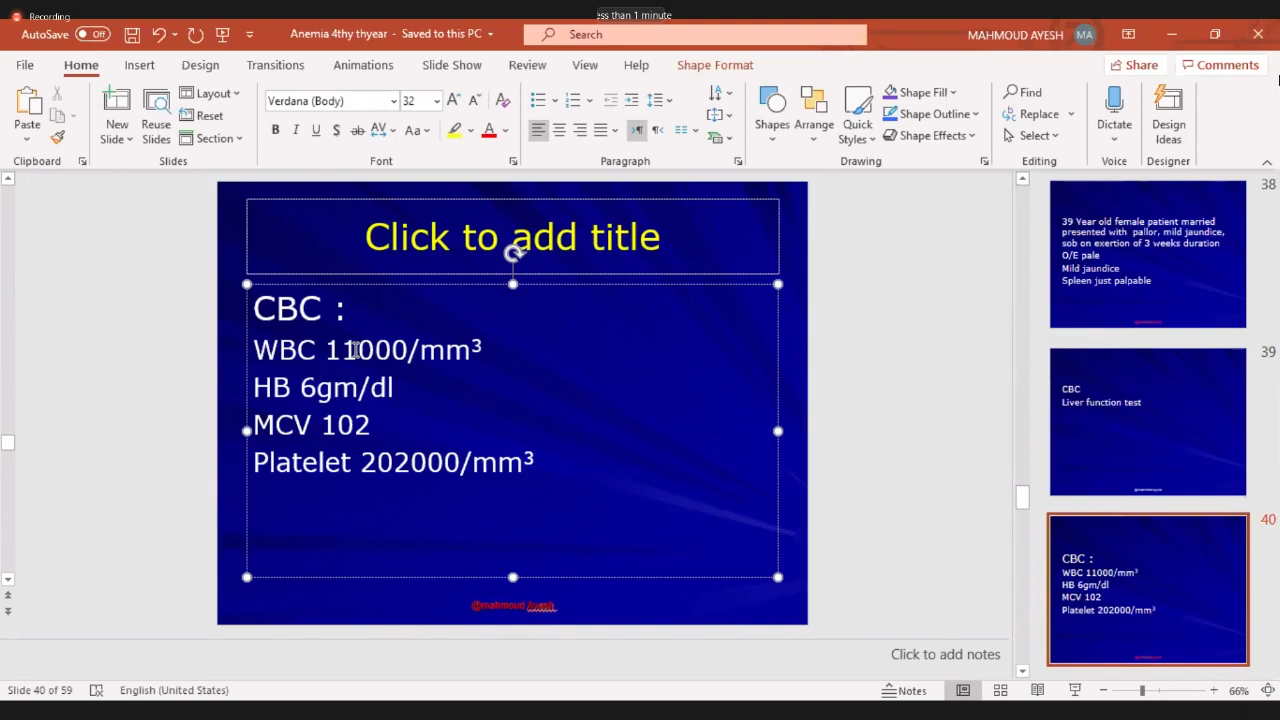 Recording
ess than 1 minute
AutoSave Off
Anemia 4thy thyear - Saved to this PC
Search
MAHMOUD AYESH MA
File Home Insert Design Transitions Animations Slide Show Review View Help Shape Format Share Comments
Paste
New Slides
Reuse Slides
Layout
Reset
Section
Verdana (Body) 32
Shapes
Arrange
Quick Styles
Shape Fill
Shape Outline
Shape Effects
Find
Replace
Select
Dictate
Design Ideas
Clipboard Slides Font Paragraph Drawing Editing Voice Designer
Click to add title
CBC :
WBC 11000/mm³
HB 6gm/dl
MCV 102
Platelet 202000/mm³
@mahmoud Ayesh
38
39 Year old female patient married
presented with pallor, mild jaundice,
sob on exertion of 3 weeks duration
O/E pale
Mild jaundice
Spleen just palpable
39
CBC
Liver function test
40
CBC :
WBC 11000/mm³
HB 6gm/dl
MCV 102
Platelet 202000/mm³
Click to add notes
Slide 40 of 59 English (United States) Notes 66%